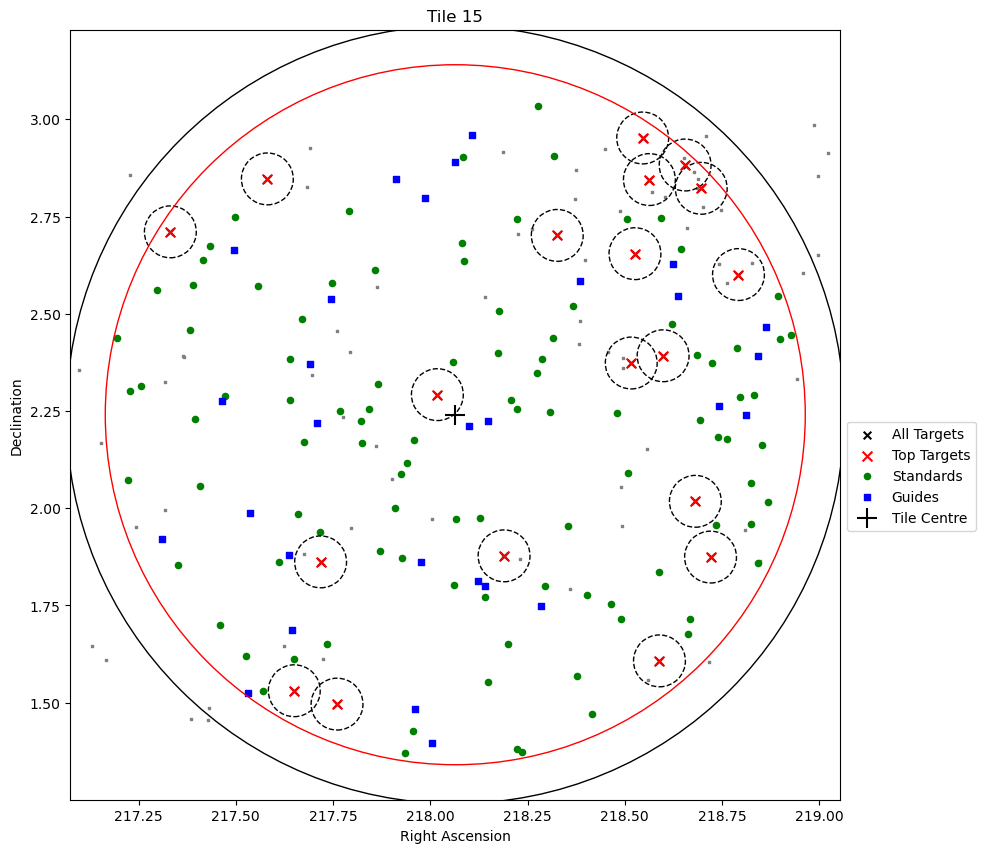 Tile 15
3.00
2.75
2.50
2.25
2.00
1.75
1.50
Declination
217.25 217.50 217.75 218.00 218.25 218.50 218.75 219.00
Right Ascension
All Targets
Top Targets
Standards
Guides
Tile Centre